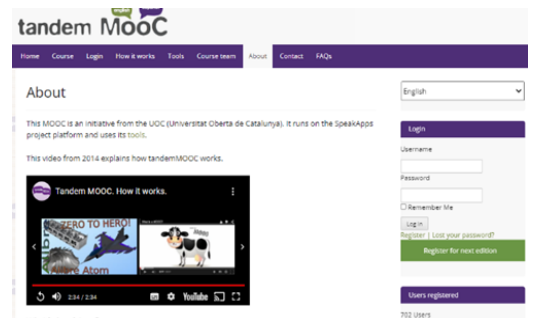 english
tandem MOOC
Home Course Login How it works Tools Course team About Contact FAQs
About
This MOOC is an initiative from the UOC (Universitat Oberta de Catalunya). It runs on the SpeakApps
project platform and uses its tools.
This video from 2014 explains how tandemMOOC works.
Tandem MOOC. How it works.
ZERO TO HERO!
Atom
2:34 / 2:34
YouTube
English
Login
Username
Password
Remember Me
Log in
Register | Lost your password?
Register for next edition
Users registered
702 Users